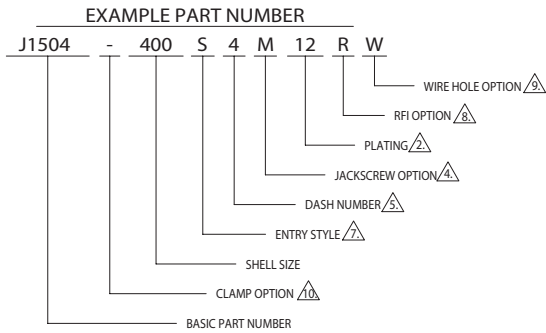 EXAMPLE PART NUMBER
J1504 - 400 S 4 M 12 R W
WIRE HOLE OPTION 9.
RFI OPTION 8.
PLATING 2.
JACKSCREW OPTION 4.
DASH NUMBER 5.
ENTRY STYLE 7.
SHELL SIZE
CLAMP OPTION 10.
BASIC PART NUMBER